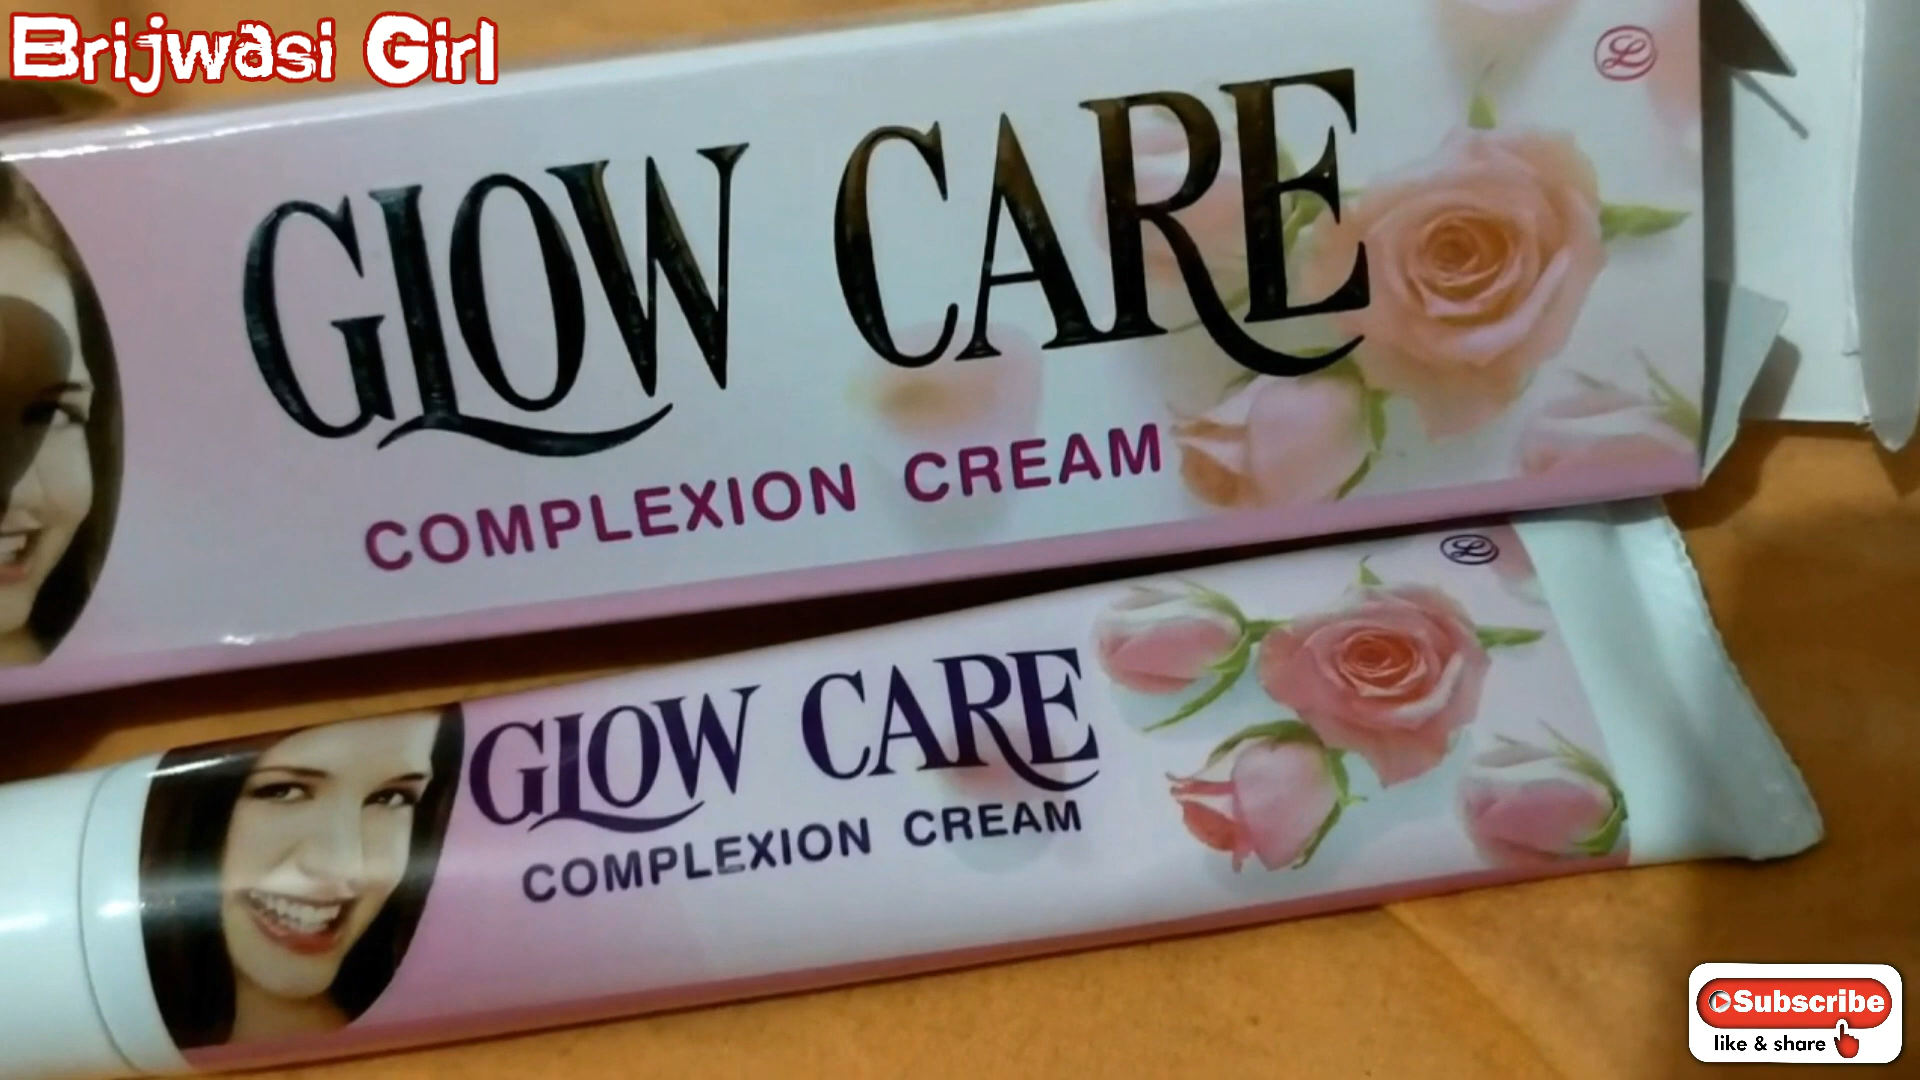 Brijwasi Girl
GLOW CARE
COMPLEXION CREAM
GLOW CARE
COMPLEXION CREAM
Subscribe
like & share